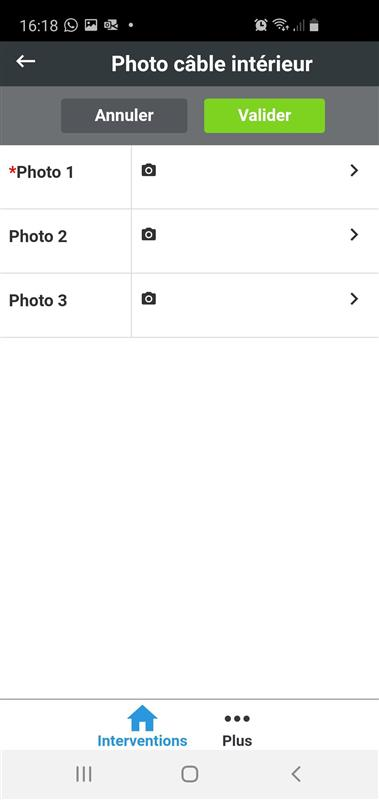 16:18
Photo câble intérieur
Annuler
Valider
*Photo 1
Photo 2
Photo 3
Interventions
Plus